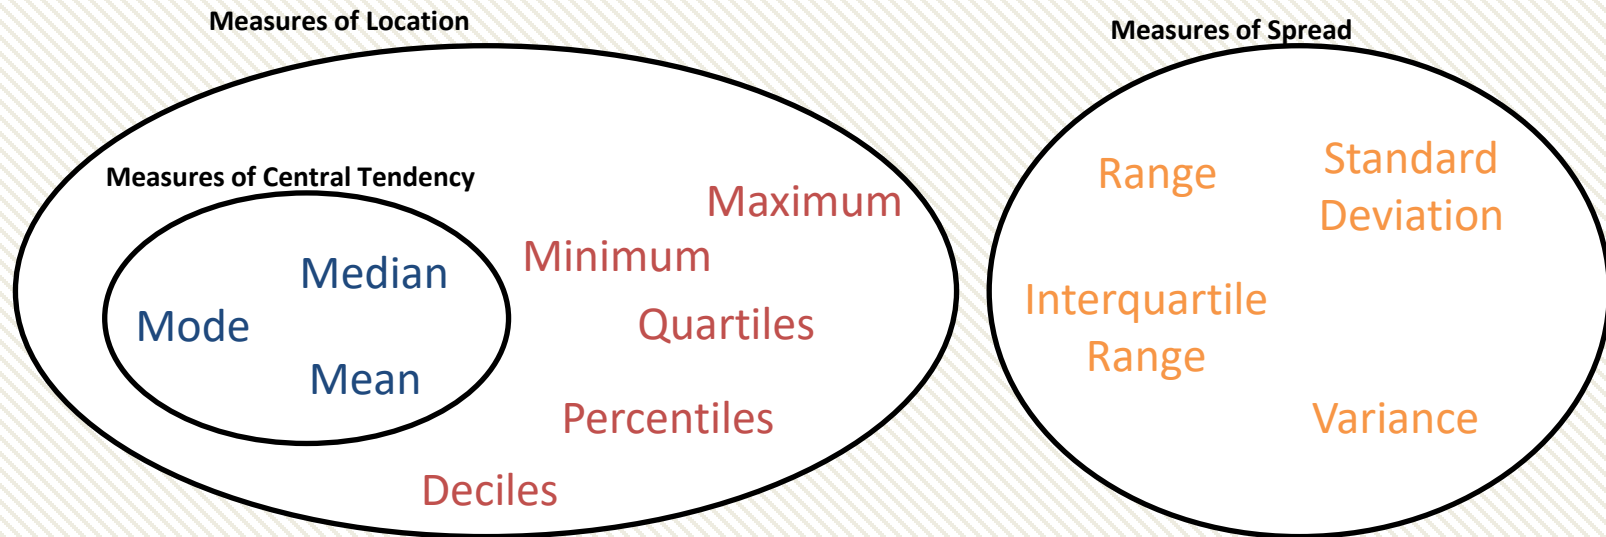 Measures of Location
Measures of Central Tendency
Median
Mode
Mean
Maximum
Minimum
Quartiles
Percentiles
Deciles
Measures of Spread
Range
Standard
Deviation
Interquartile
Range
Variance